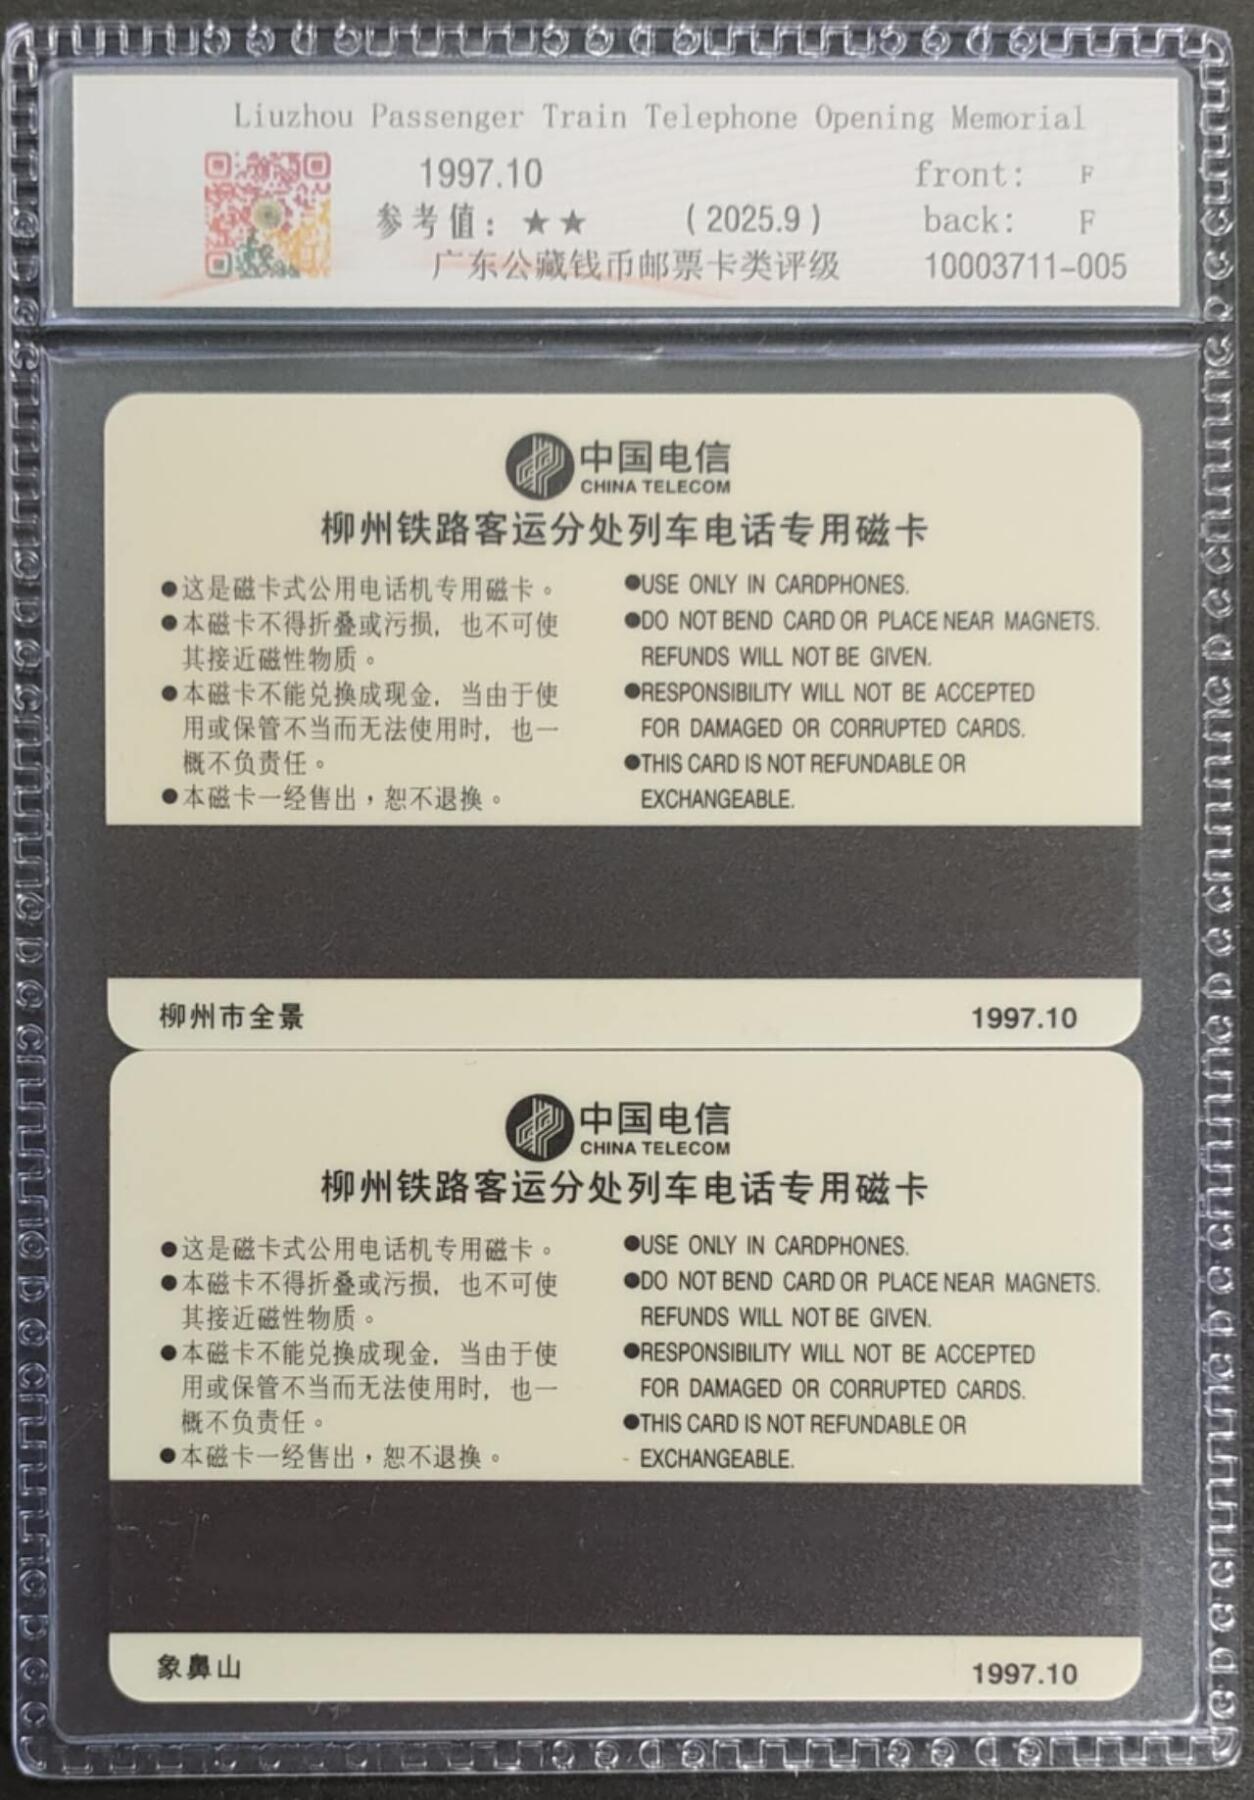 Liuzhou Passenger Train Telephone Opening Memorial
1997.10
front: F
参考值：★★
(2025.9)
back: F
广东公藏钱币邮票卡类评级
10003711-005
中国电信
CHINA TELECOM
柳州铁路客运分处列车电话专用磁卡
●这是磁卡式公用电话机专用磁卡。
●本磁卡不得折叠或污损，也不可使
其接近磁性物质。
●本磁卡不能兑换成现金，当由于使
用或保管不当而无法使用时，也一
概不负责任。
●本磁卡一经售出，恕不退换。
●USE ONLY IN CARDPHONES.
●DO NOT BEND CARD OR PLACE NEAR MAGNETS.
REFUNDS WILL NOT BE GIVEN.
●RESPONSIBILITY WILL NOT BE ACCEPTED
FOR DAMAGED OR CORRUPTED CARDS.
●THIS CARD IS NOT REFUNDABLE OR
EXCHANGEABLE.
柳州市全景
1997.10
中国电信
CHINA TELECOM
柳州铁路客运分处列车电话专用磁卡
●这是磁卡式公用电话机专用磁卡。
●本磁卡不得折叠或污损，也不可使
其接近磁性物质。
●本磁卡不能兑换成现金，当由于使
用或保管不当而无法使用时，也一
概不负责任。
●本磁卡一经售出，恕不退换。
●USE ONLY IN CARDPHONES.
●DO NOT BEND CARD OR PLACE NEAR MAGNETS.
REFUNDS WILL NOT BE GIVEN.
●RESPONSIBILITY WILL NOT BE ACCEPTED
FOR DAMAGED OR CORRUPTED CARDS.
●THIS CARD IS NOT REFUNDABLE OR
EXCHANGEABLE.
象鼻山
1997.10